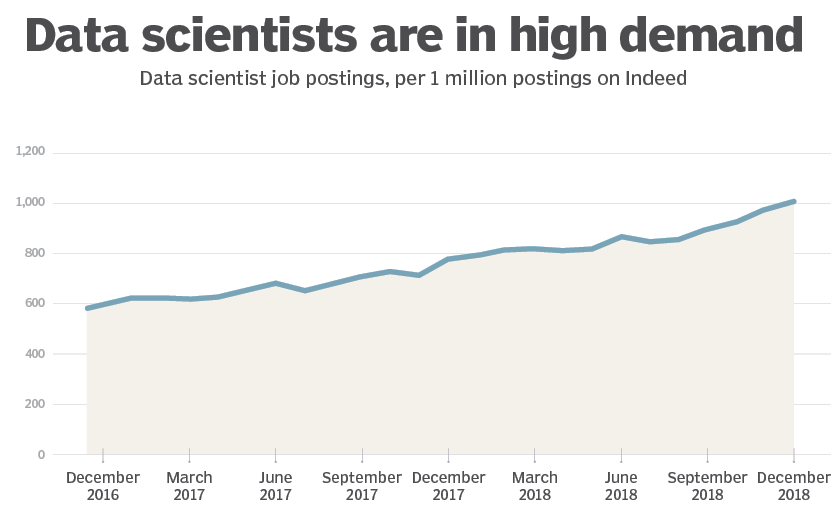 Data scientists are in high demand
Data scientist job postings, per 1 million postings on Indeed
1,200
1,000
800
600
400
200
0
December March June September December March June September December
2016 2017 2017 2017 2017 2018 2018 2018 2018